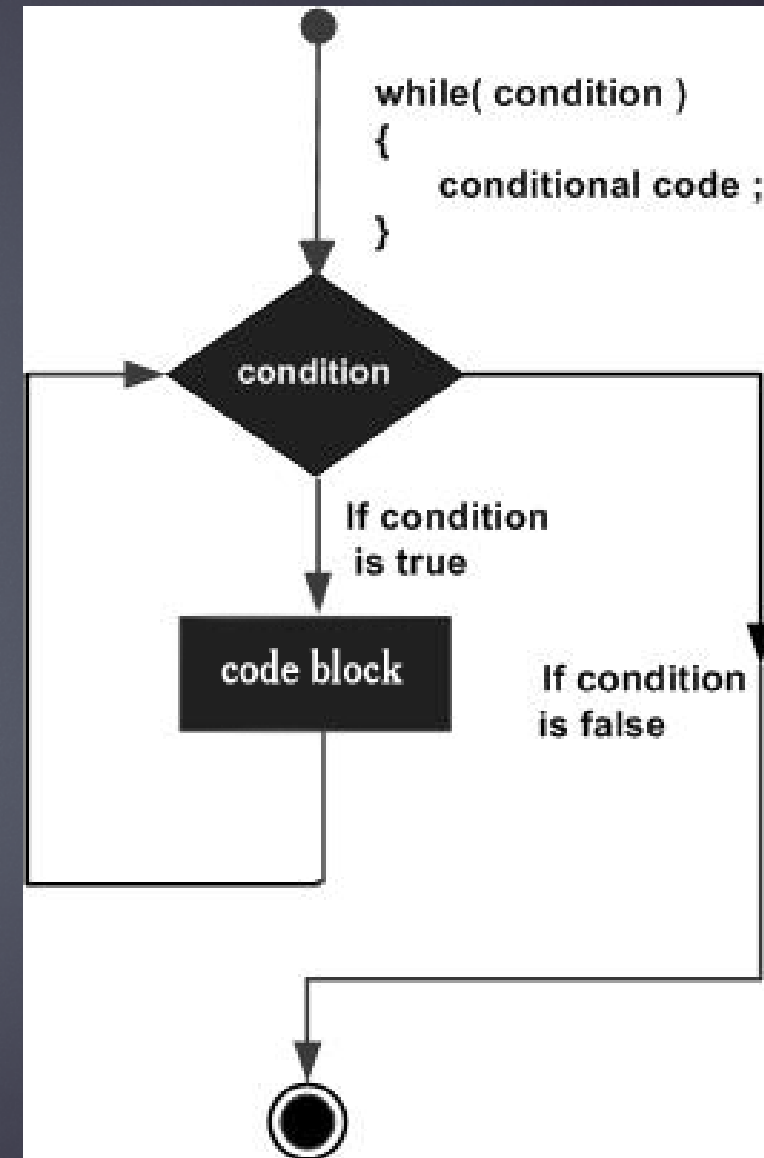 while( condition )
{
conditional code ;
}
condition
If condition
is true
code block
If condition
is false